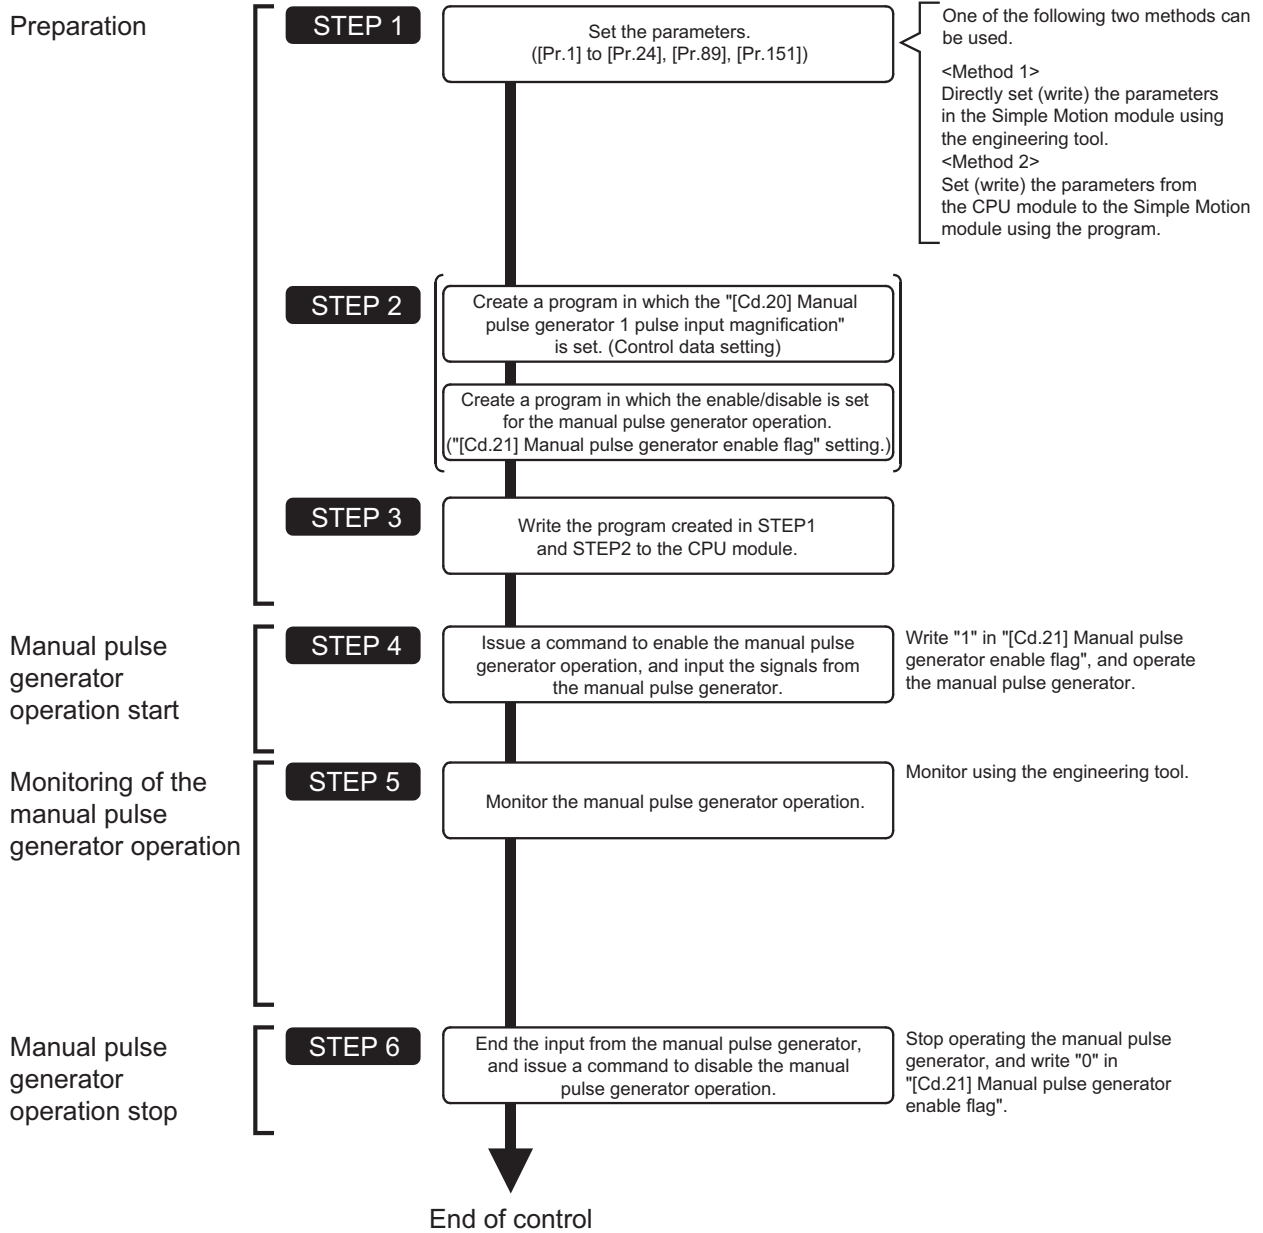 Preparation
STEP 1
Set the parameters.
([Pr.1] to [Pr.24], [Pr.89], [Pr.151])
One of the following two methods can
be used.
<Method 1>
Directly set (write) the parameters
in the Simple Motion module using
the engineering tool.
<Method 2>
Set (write) the parameters from
the CPU module to the Simple Motion
module using the program.
STEP 2
Create a program in which the "[Cd.20] Manual
pulse generator 1 pulse input magnification"
is set. (Control data setting)
Create a program in which the enable/disable is set
for the manual pulse generator operation.
("[Cd.21] Manual pulse generator enable flag" setting.)
STEP 3
Write the program created in STEP1
and STEP2 to the CPU module.
Manual pulse
generator
operation start
STEP 4
Issue a command to enable the manual pulse
generator operation, and input the signals from
the manual pulse generator.
Write "1" in "[Cd.21] Manual pulse
generator enable flag", and operate
the manual pulse generator.
Monitoring of the
manual pulse
generator operation
STEP 5
Monitor the manual pulse generator operation.
Monitor using the engineering tool.
Manual pulse
generator
operation stop
STEP 6
End the input from the manual pulse generator,
and issue a command to disable the manual
pulse generator operation.
Stop operating the manual pulse
generator, and write "0" in
"[Cd.21] Manual pulse generator
enable flag".
End of control